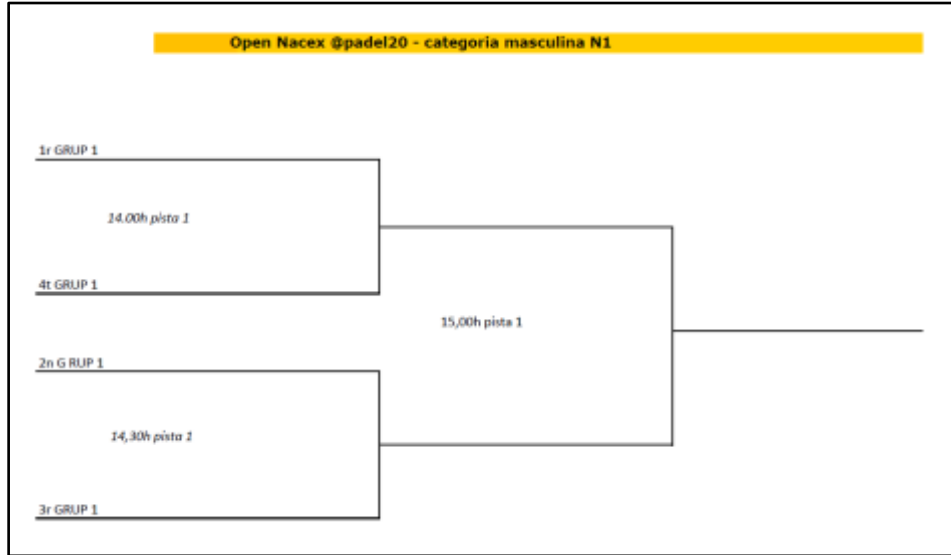 Open Nacex @padel20 - categoria masculina N1
1r GRUP 1
14.00h pista 1
4t GRUP 1
15,00h pista 1
2n G RUP 1
14,30h pista 1
3r GRUP 1